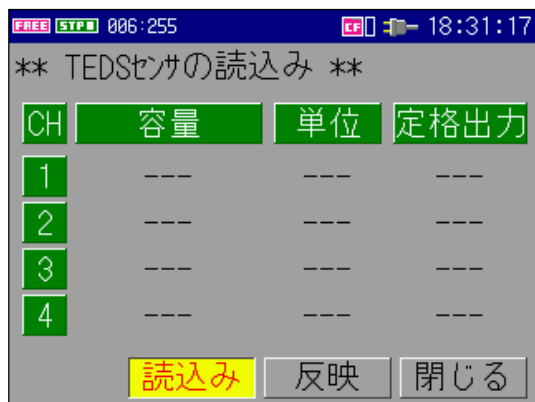 FREE STP 006:255 CF 18:31:17
** TEDSｾﾝｻの読込み **
CH 容量 単位 定格出力
1 --- --- ---
2 --- --- ---
3 --- --- ---
4 --- --- ---
読込み 反映 閉じる